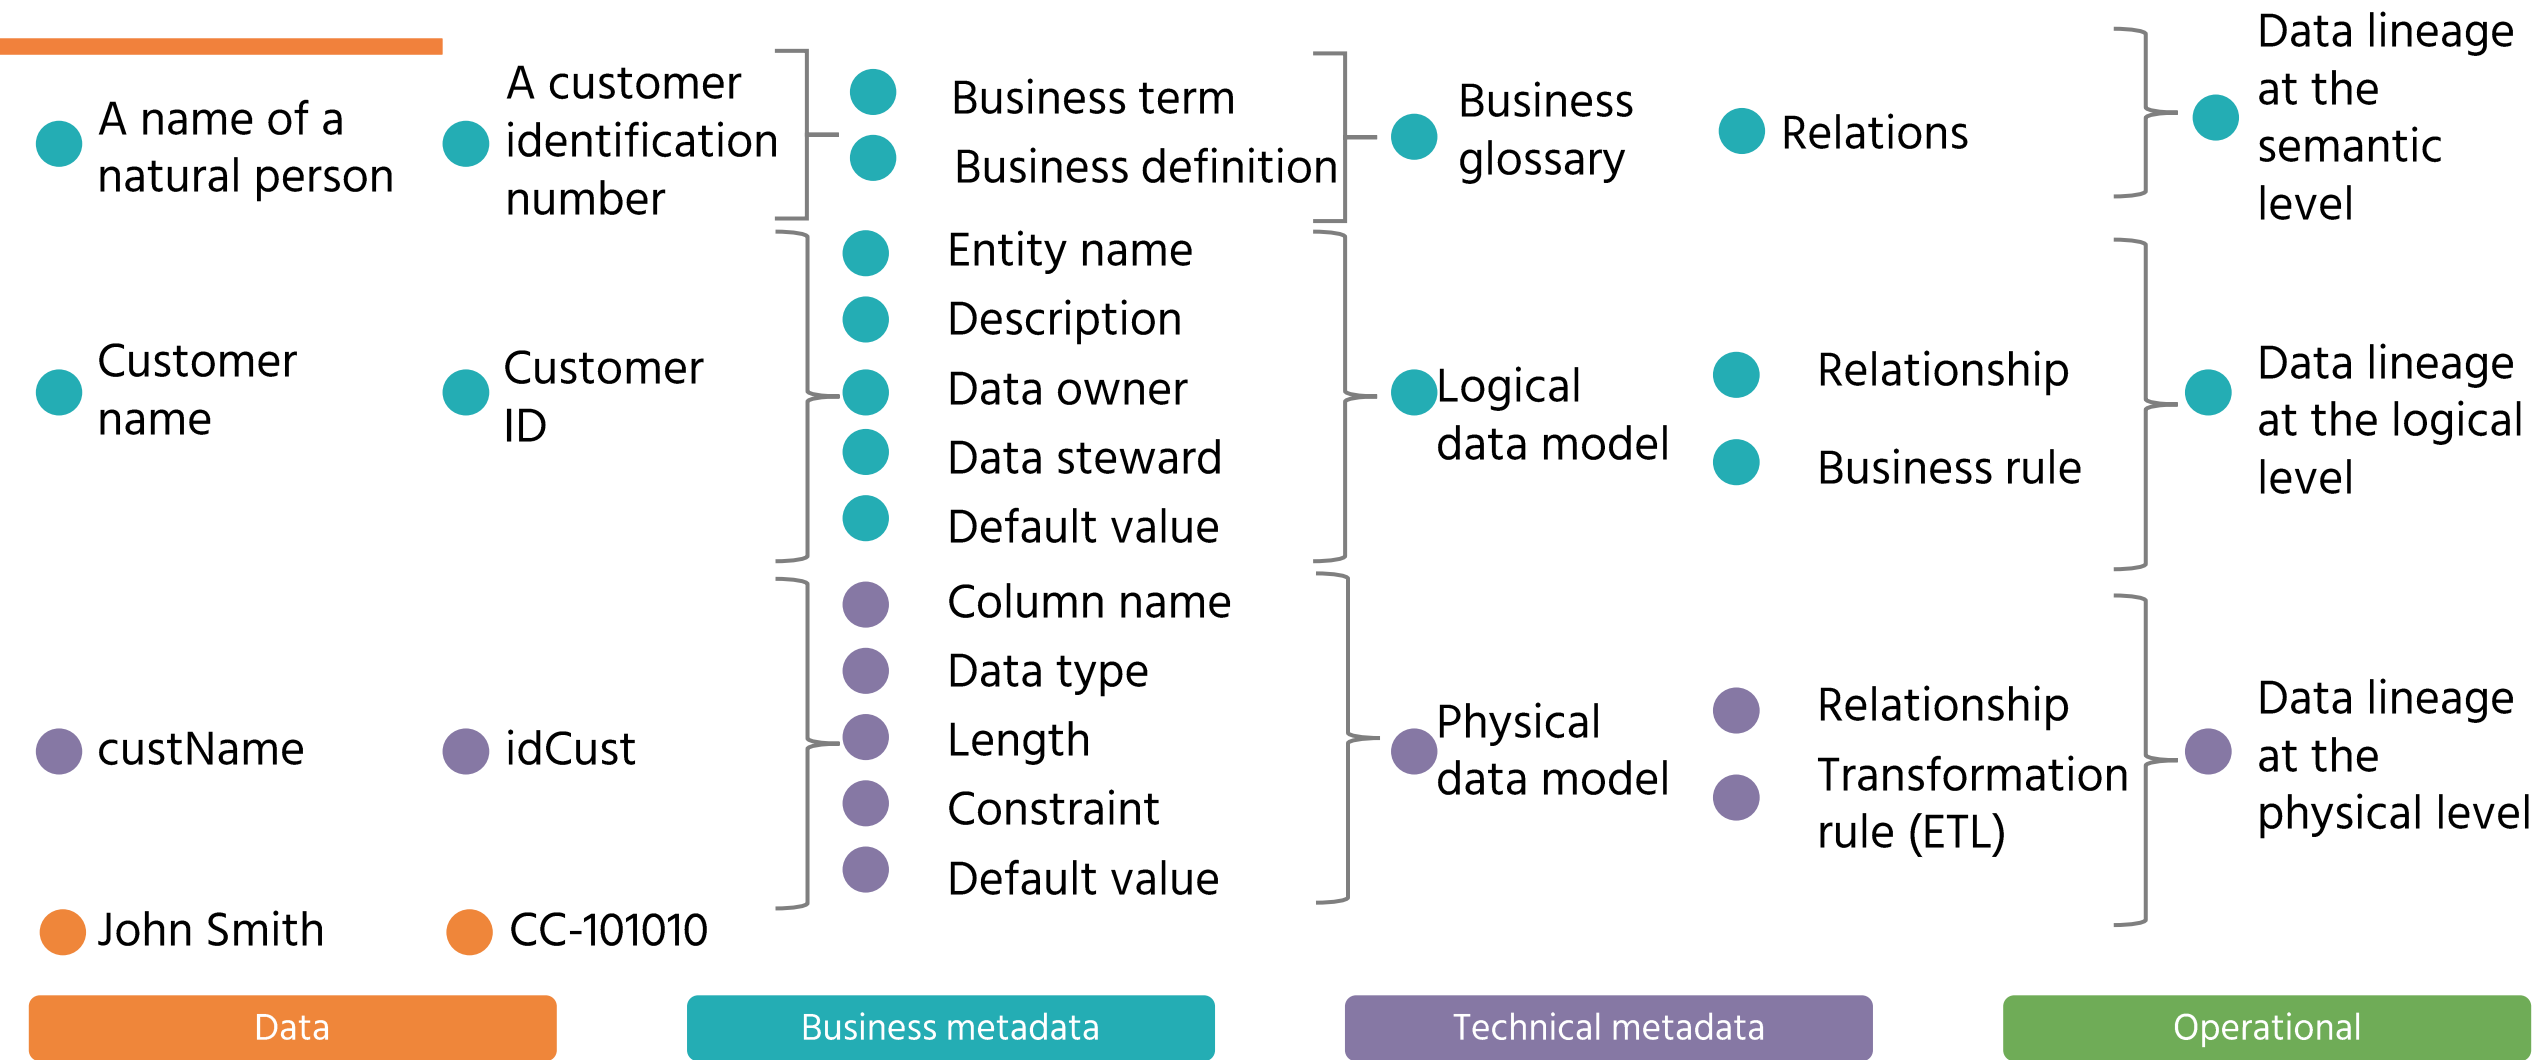 A name of a
natural person
A customer
identification
number
Business term
Business definition
Business
glossary
Relations
Data lineage
at the
semantic
level
Customer
name
Customer
ID
Entity name
Description
Data owner
Data steward
Default value
Logical
data model
Relationship
Business rule
Data lineage
at the logical
level
custName
idCust
Column name
Data type
Length
Constraint
Default value
Physical
data model
Relationship
Transformation
rule (ETL)
Data lineage
at the
physical level
John Smith
CC-101010
Data
Business metadata
Technical metadata
Operational